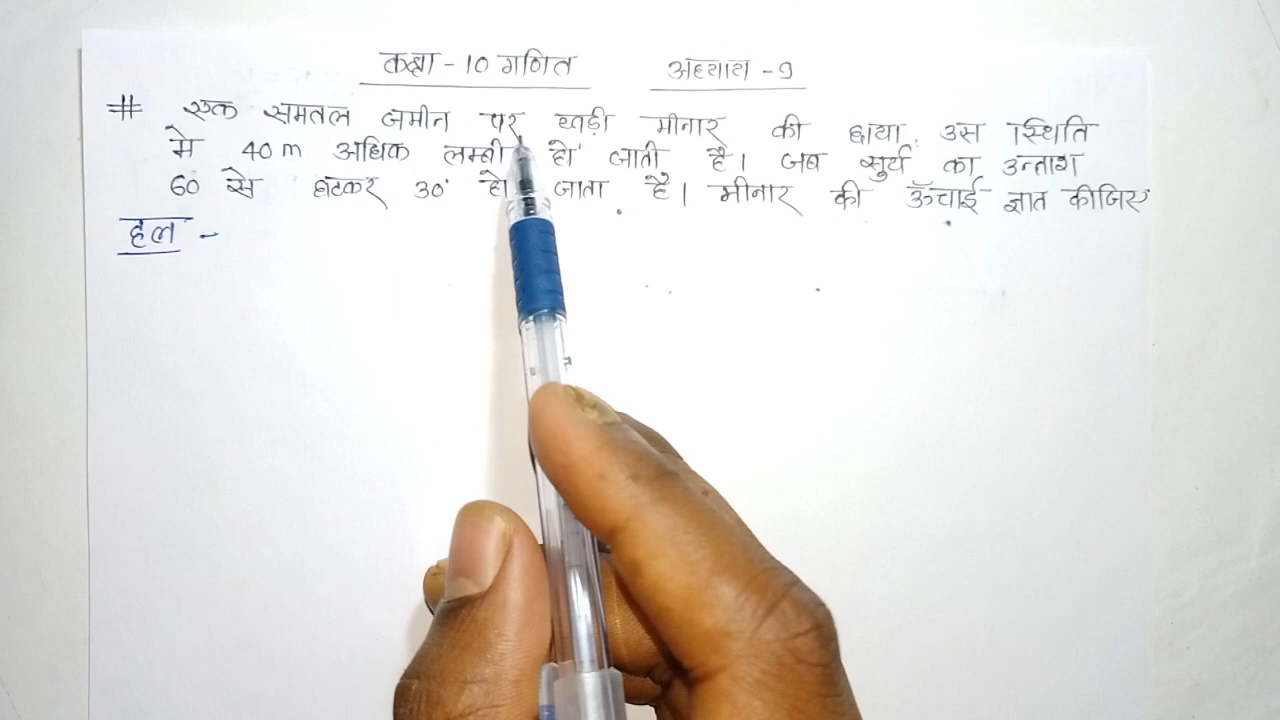 कक्षा - 10 गणित अध्याय - 9
# एक समतल जमीन पर खड़ी मीनार की छाया उस स्थिति
मे 40 m अधिक लम्बी हो जाती है। जब सुर्य का उन्ताश
60 से घटकर 30° हो जाता है। मीनार की ऊँचाई ज्ञात कीजिए
हल -